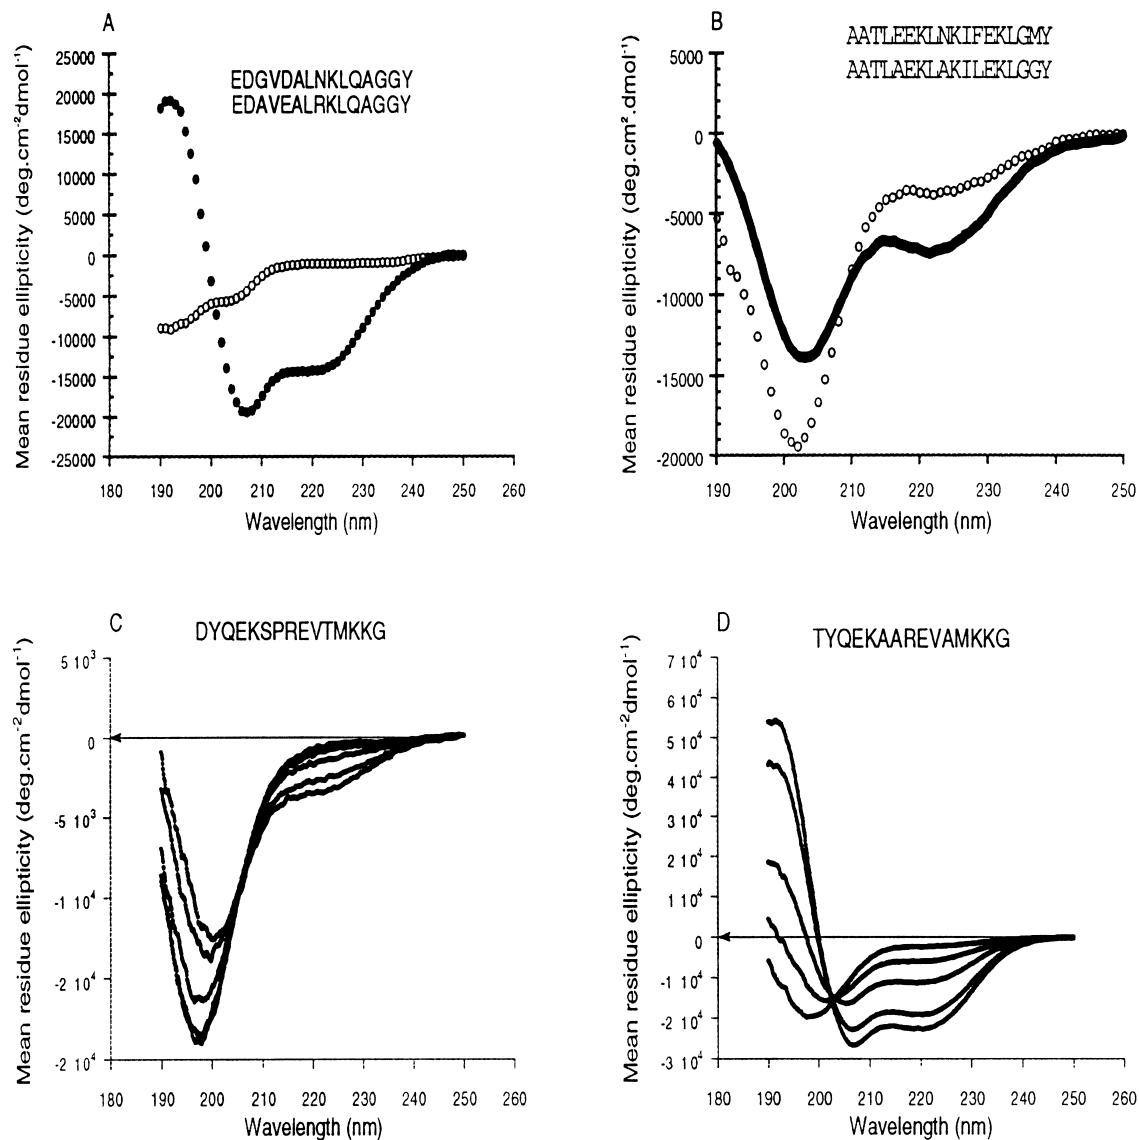 A
EDGVDALNKLQAGGY
EDAVEALRKLQAGGY
Mean residue ellipticity (deg.cm⁻²dmol⁻¹)
25000
20000
15000
10000
5000
0
-5000
-10000
-15000
-20000
-25000
180 190 200 210 220 230 240 250 260
Wavelength (nm)
B
AATLEEKLNKIFEKLGMY
AATLAEKLAKILEKLGGY
Mean residue ellipticity (deg.cm².dmol⁻¹)
5000
0
-5000
-10000
-15000
-20000
190 200 210 220 230 240 250
Wavelength (nm)
C
DYQEKSPREVTMKKG
Mean residue ellipticity (deg.cm⁻²dmol⁻¹)
5 10³
0
-5 10³
-1 10⁴
-2 10⁴
-2 10⁴
180 190 200 210 220 230 240 250 260
Wavelength (nm)
D
TYQEKAAREVAMKKG
Mean residue ellipticity (deg.cm⁻²dmol⁻¹)
7 10⁴
6 10⁴
5 10⁴
4 10⁴
3 10⁴
2 10⁴
1 10⁴
0
-1 10⁴
-2 10⁴
-3 10⁴
180 190 200 210 220 230 240 250 260
Wavelength (nm)